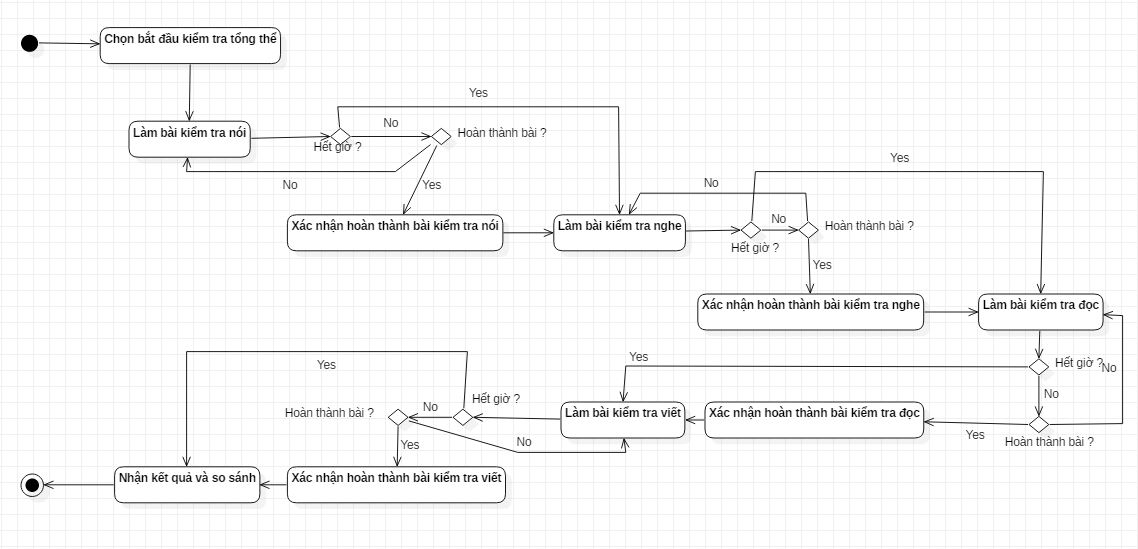 Chọn bắt đầu kiểm tra tổng thể
Yes
Làm bài kiểm tra nói
No
Hoàn thành bài ?
Hết giờ ?
No
Yes
Yes
No
Xác nhận hoàn thành bài kiểm tra nói
Làm bài kiểm tra nghe
No
Hoàn thành bài ?
Hết giờ ?
Yes
Xác nhận hoàn thành bài kiểm tra nghe
Làm bài kiểm tra đọc
Yes
Hết giờ ?
No
Yes
No
Hết giờ ?
Hoàn thành bài ?
No
Làm bài kiểm tra viết
Xác nhận hoàn thành bài kiểm tra đọc
Yes
Hoàn thành bài ?
Yes
No
Nhận kết quả và so sánh
Xác nhận hoàn thành bài kiểm tra viết